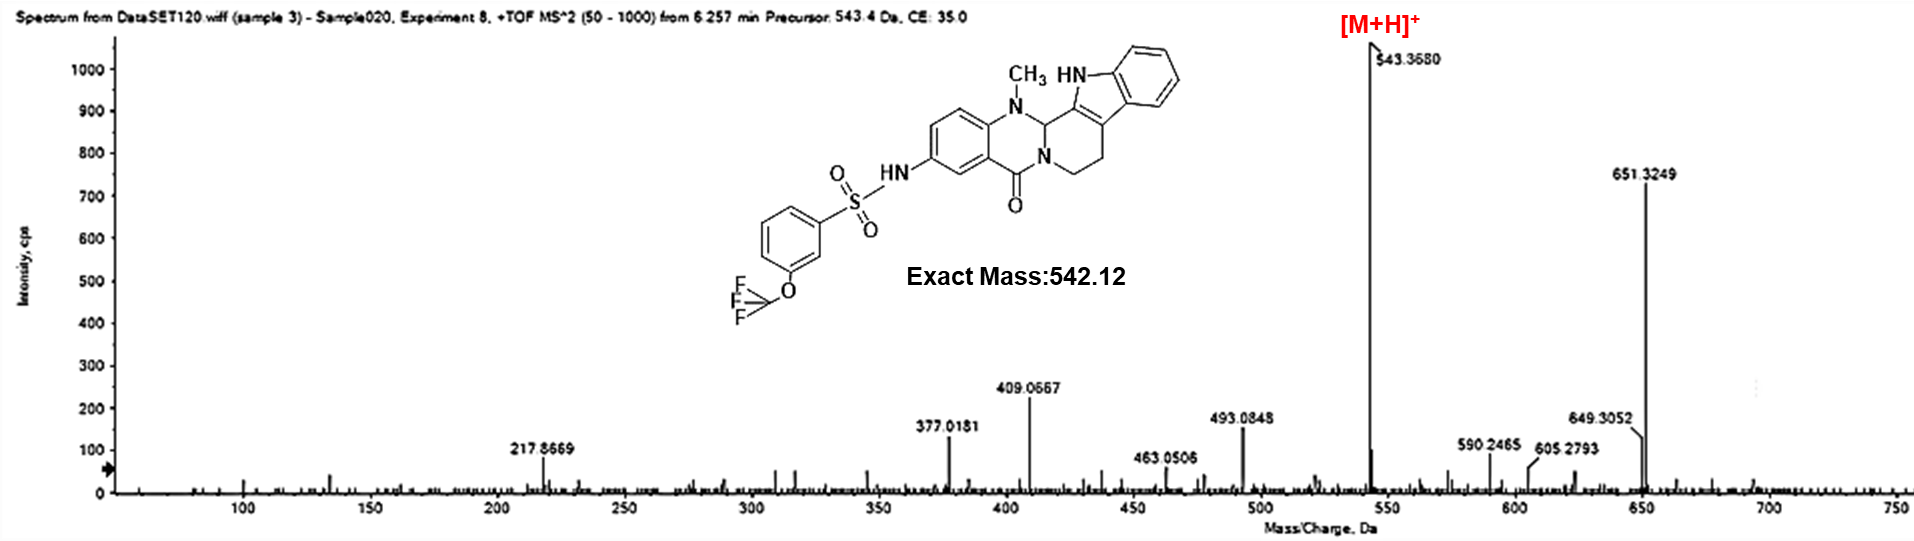 Spectrum from DataSET120.wiff (sample 3) - Sample020, Experiment 8, +TOF MS^2 (50 - 1000) from 6.257 min Precursor: 543.4 Da, CE: 35.0
[M+H]+
543.3680
CH3
HN
N
N
O
HN
O
S
O
O
F
F
F
Exact Mass:542.12
651.3249
649.3052
605.2793
590.2465
493.0848
463.0506
409.0667
377.0181
217.8669
Intensity, cps
1000
900
800
700
600
500
400
300
200
100
0
100 150 200 250 300 350 400 450 500 550 600 650 700 750
Mass/Charge, Da